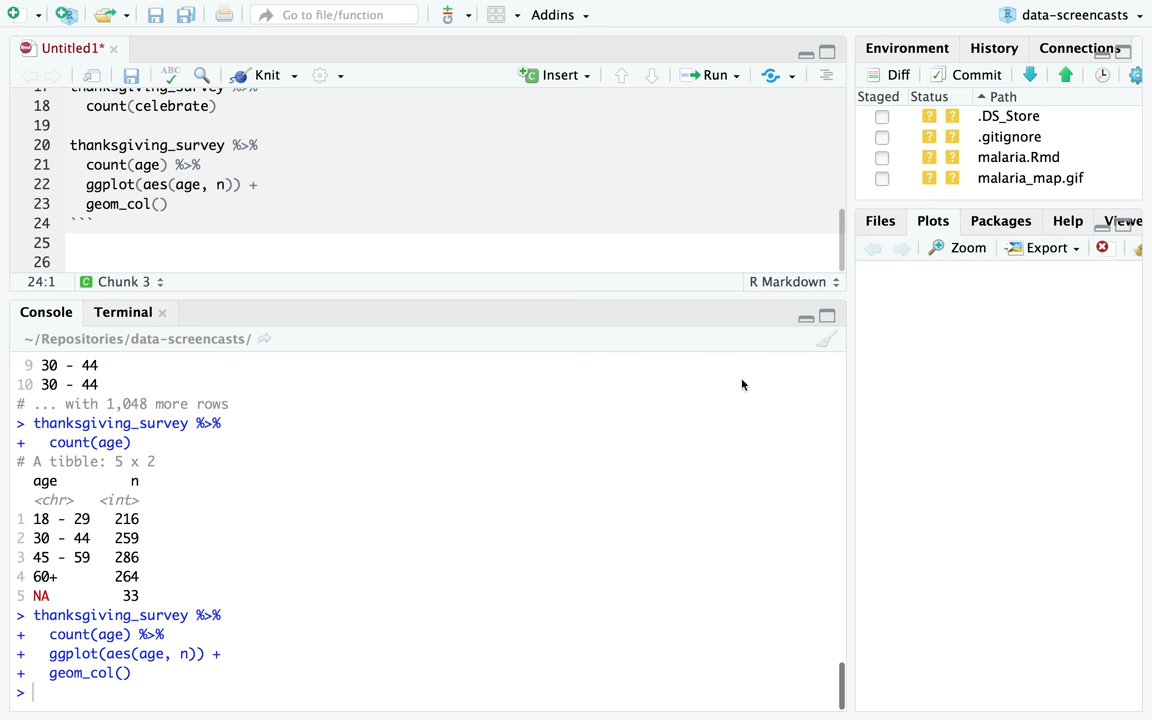 Go to file/function
Addins
data-screencasts
Untitled1*
ABC
Knit
Insert
Run
17 thanksgiving_survey %>%
18 count(celebrate)
19
20 thanksgiving_survey %>%
21 count(age) %>%
22 ggplot(aes(age, n)) +
23 geom_col()
24 ```
25
26
24:1 Chunk 3 R Markdown
Console Terminal
~/Repositories/data-screencasts/
9 30 - 44
10 30 - 44
# ... with 1,048 more rows
> thanksgiving_survey %>%
+ count(age)
# A tibble: 5 x 2
age n
<chr> <int>
1 18 - 29 216
2 30 - 44 259
3 45 - 59 286
4 60+ 264
5 NA 33
> thanksgiving_survey %>%
+ count(age) %>%
+ ggplot(aes(age, n)) +
+ geom_col()
>
Environment History Connections
Diff Commit
Staged Status Path
? ? .DS_Store
? ? .gitignore
? ? malaria.Rmd
? ? malaria_map.gif
Files Plots Packages Help Viewe
Zoom Export